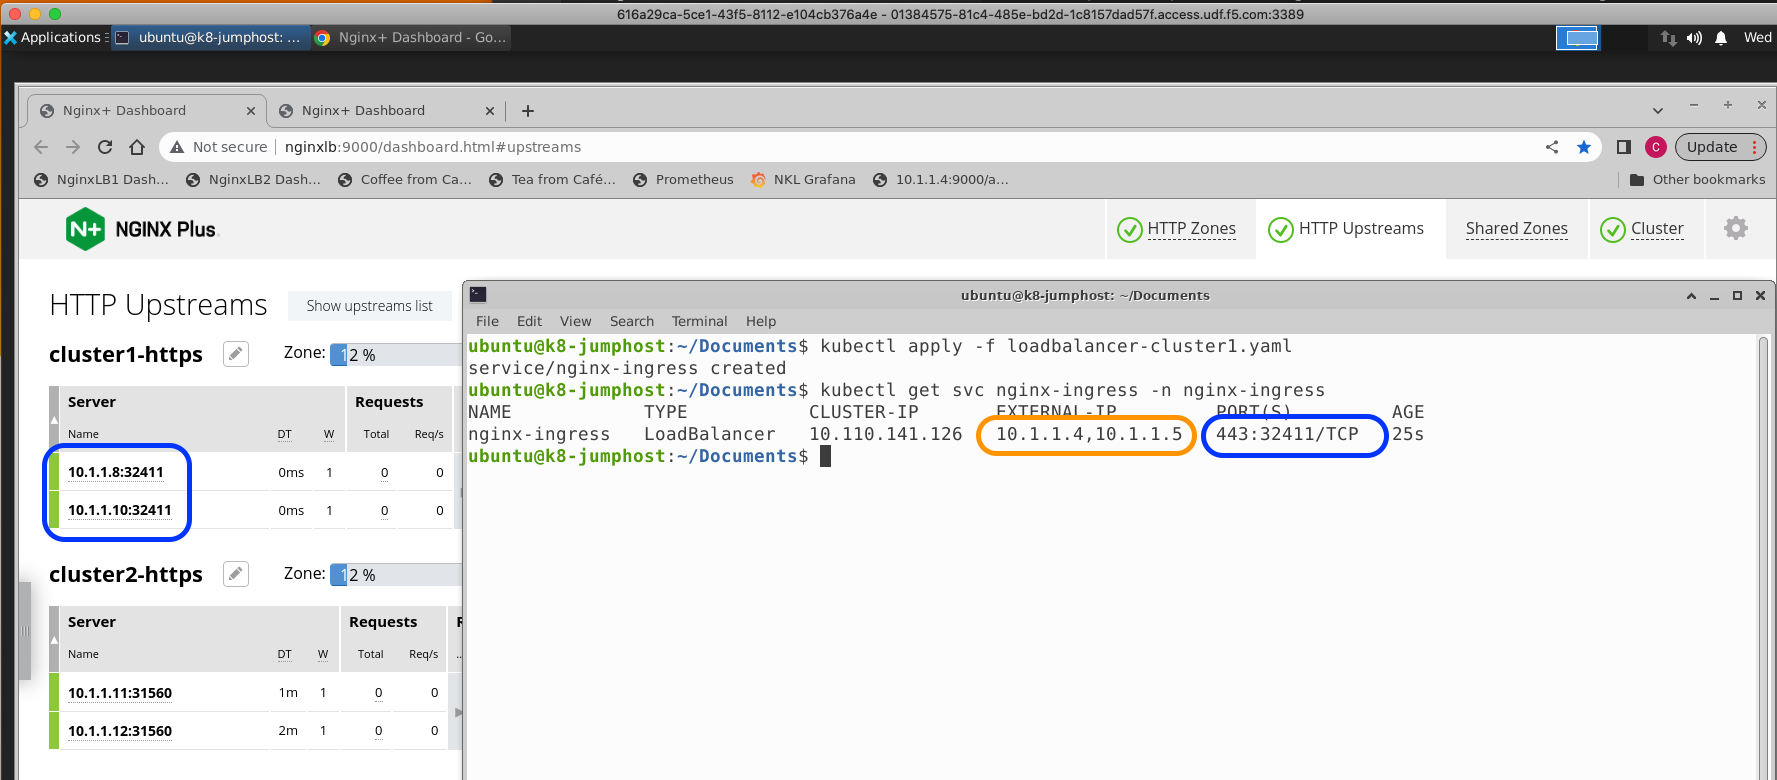 616a29ca-5ce1-43f5-8112-e104cb376a4e - 01384575-81c4-485e-bd2d-1c8157dad57f.access.udf.f5.com:3389
Applications ubuntu@k8-jumphost: ... Nginx+ Dashboard - Go... Wed
Nginx+ Dashboard Nginx+ Dashboard
Not secure nginxlb:9000/dashboard.html#upstreams C Update
NginxLB1 Dash... NginxLB2 Dash... Coffee from Ca... Tea from Café... Prometheus NKL Grafana 10.1.1.4:9000/a... Other bookmarks
N+ NGINX Plus HTTP Zones HTTP Upstreams Shared Zones Cluster
HTTP Upstreams Show upstreams list
cluster1-https Zone: 12 %
Server Requests
Name DT W Total Req/s
10.1.1.8:32411 0ms 1 0 0
10.1.1.10:32411 0ms 1 0 0
cluster2-https Zone: 12 %
Server Requests R
Name DT W Total Req/s ...
10.1.1.11:31560 1m 1 0 0
10.1.1.12:31560 2m 1 0 0
ubuntu@k8-jumphost: ~/Documents
File Edit View Search Terminal Help
ubuntu@k8-jumphost:~/Documents$ kubectl apply -f loadbalancer-cluster1.yaml
service/nginx-ingress created
ubuntu@k8-jumphost:~/Documents$ kubectl get svc nginx-ingress -n nginx-ingress
NAME TYPE CLUSTER-IP EXTERNAL-IP PORT(S) AGE
nginx-ingress LoadBalancer 10.110.141.126 10.1.1.4,10.1.1.5 443:32411/TCP 25s
ubuntu@k8-jumphost:~/Documents$